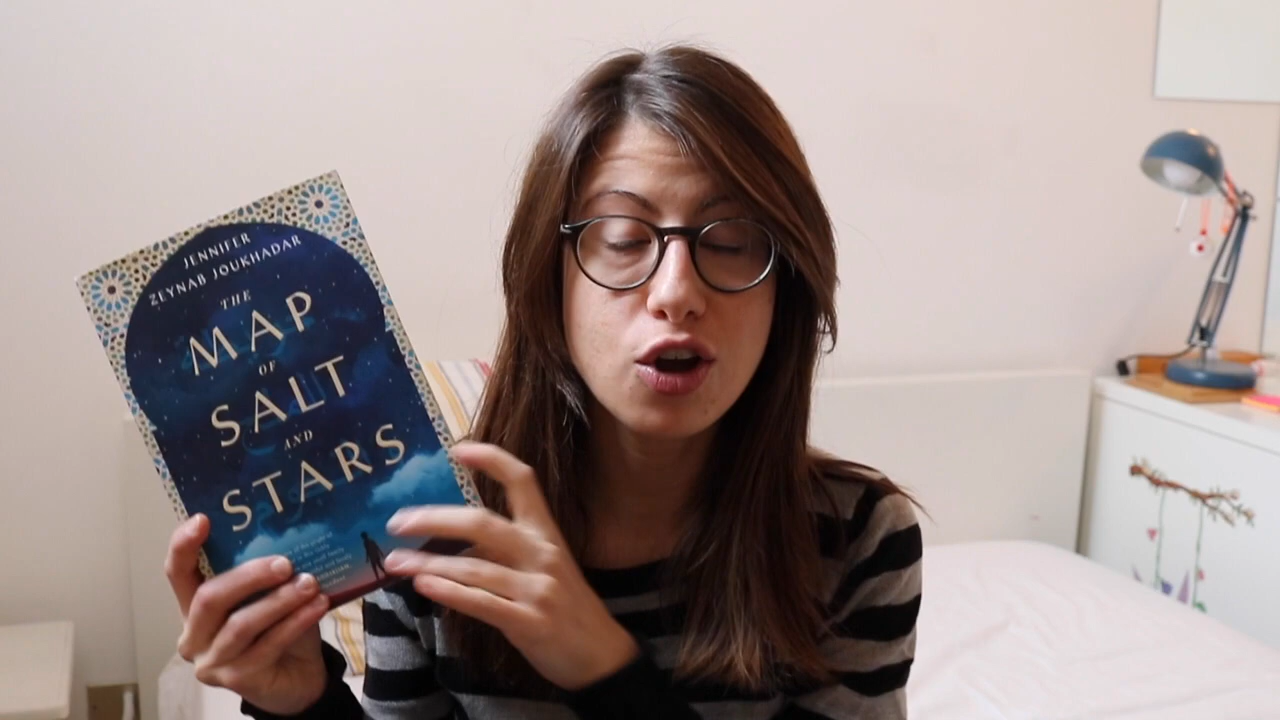 JENNIFER
ZEYNAB JOUKHADAR
THE
MAP
OF
SALT
AND
STARS